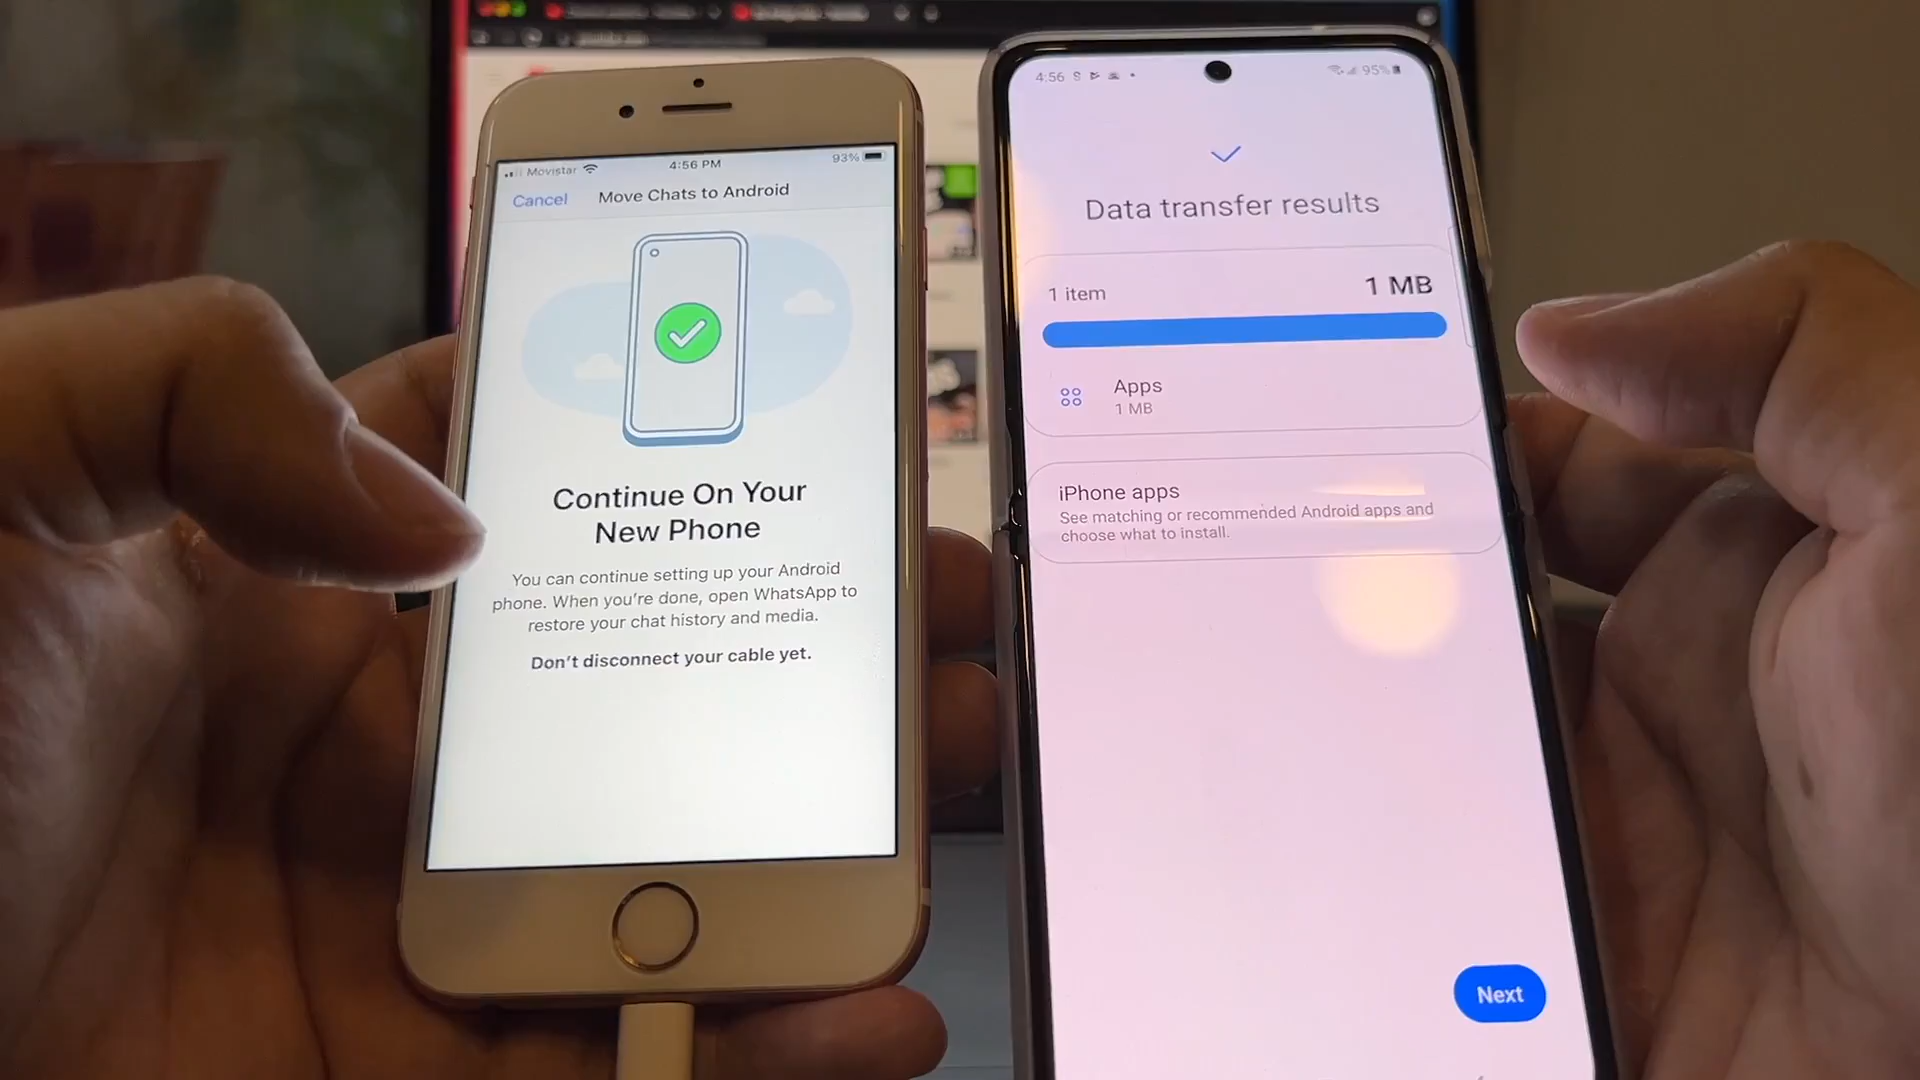 Movistar
4:56 PM
93%
Cancel
Move Chats to Android
Continue On Your
New Phone
You can continue setting up your Android
phone. When you're done, open WhatsApp to
restore your chat history and media.
Don't disconnect your cable yet.
4:56
95%
Data transfer results
1 item
1 MB
Apps
1 MB
iPhone apps
See matching or recommended Android apps and
choose what to install.
Next